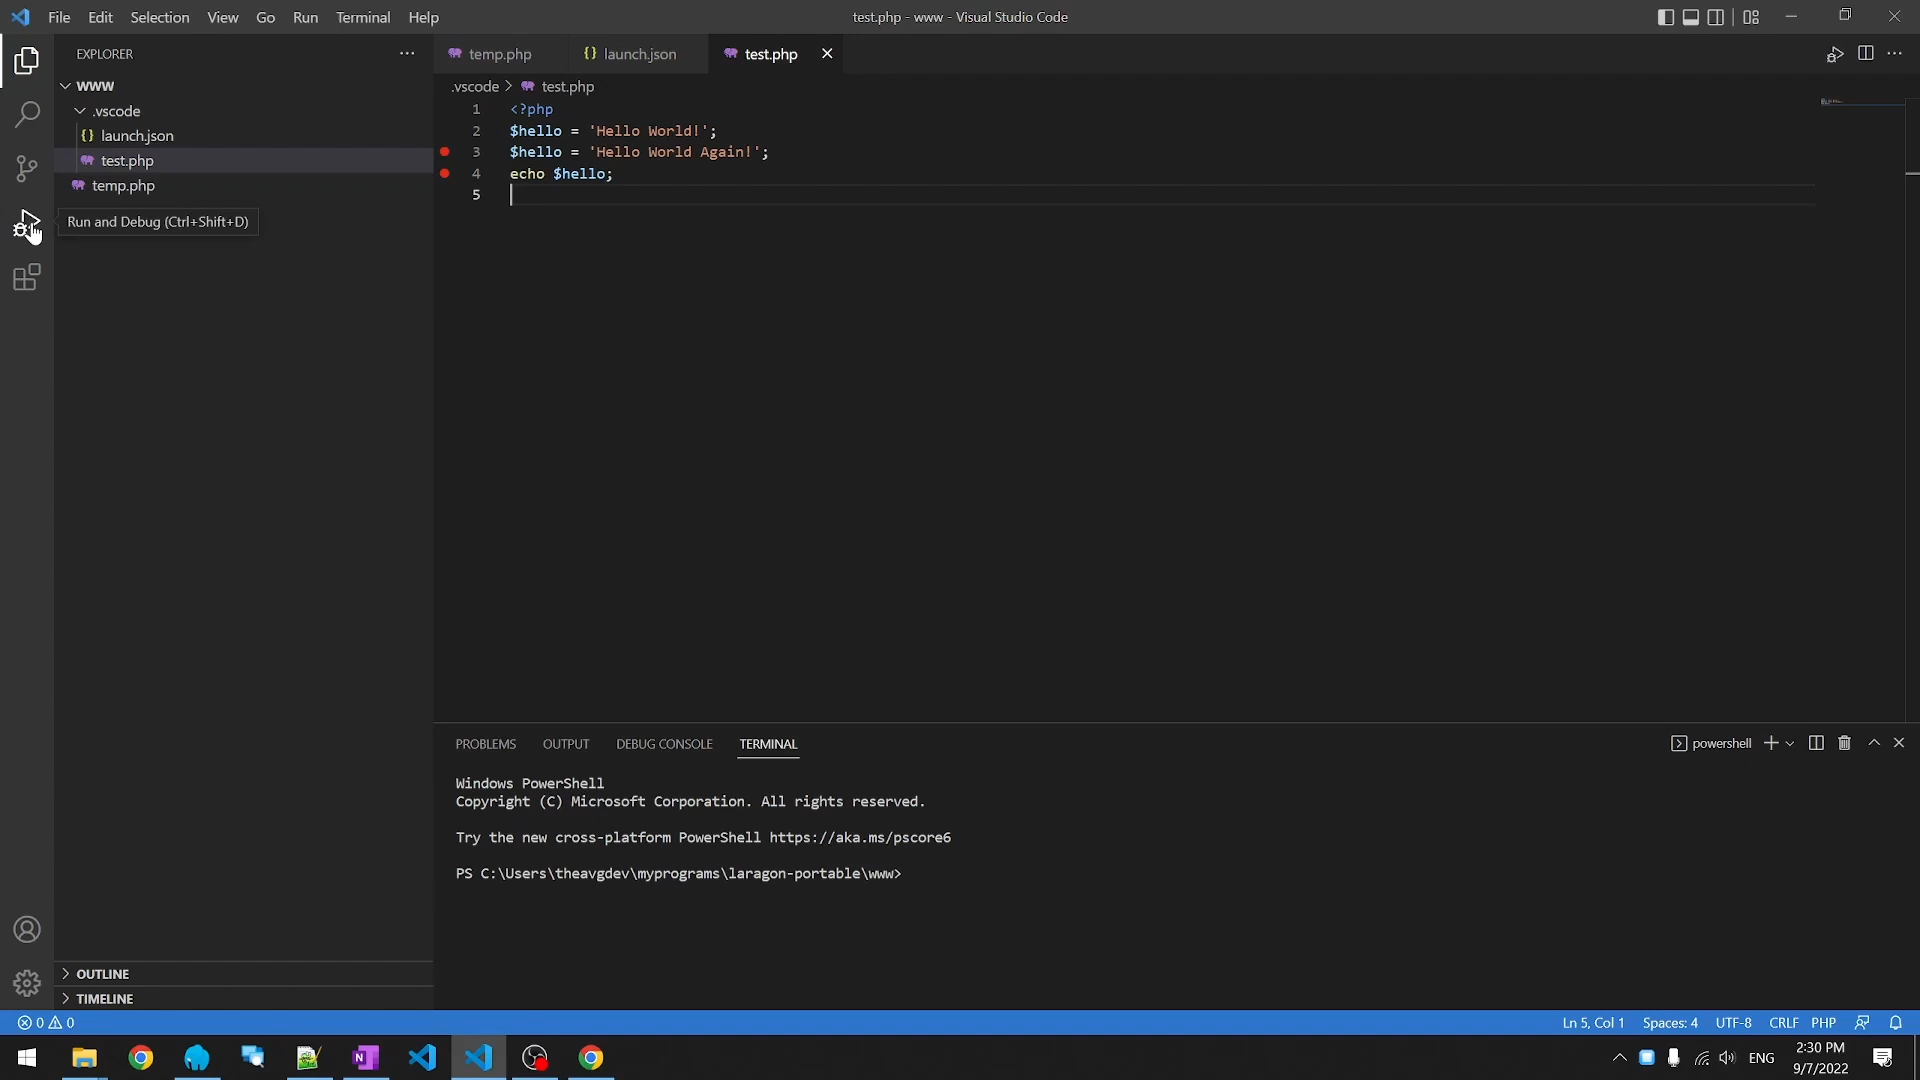 File Edit Selection View Go Run Terminal Help
test.php - www - Visual Studio Code
EXPLORER
WWW
.vscode
launch.json
test.php
temp.php
Run and Debug (Ctrl+Shift+D)
OUTLINE
TIMELINE
temp.php
launch.json
test.php
.vscode > test.php
1 <?php
2 $hello = 'Hello World!';
3 $hello = 'Hello World Again!';
4 echo $hello;
5
PROBLEMS OUTPUT DEBUG CONSOLE TERMINAL
powershell
Windows PowerShell
Copyright (C) Microsoft Corporation. All rights reserved.
Try the new cross-platform PowerShell https://aka.ms/pscore6
PS C:\Users\theavgdev\myprograms\laragon-portable\www>
0 0
Ln 5, Col 1 Spaces: 4 UTF-8 CRLF PHP
ENG
2:30 PM
9/7/2022